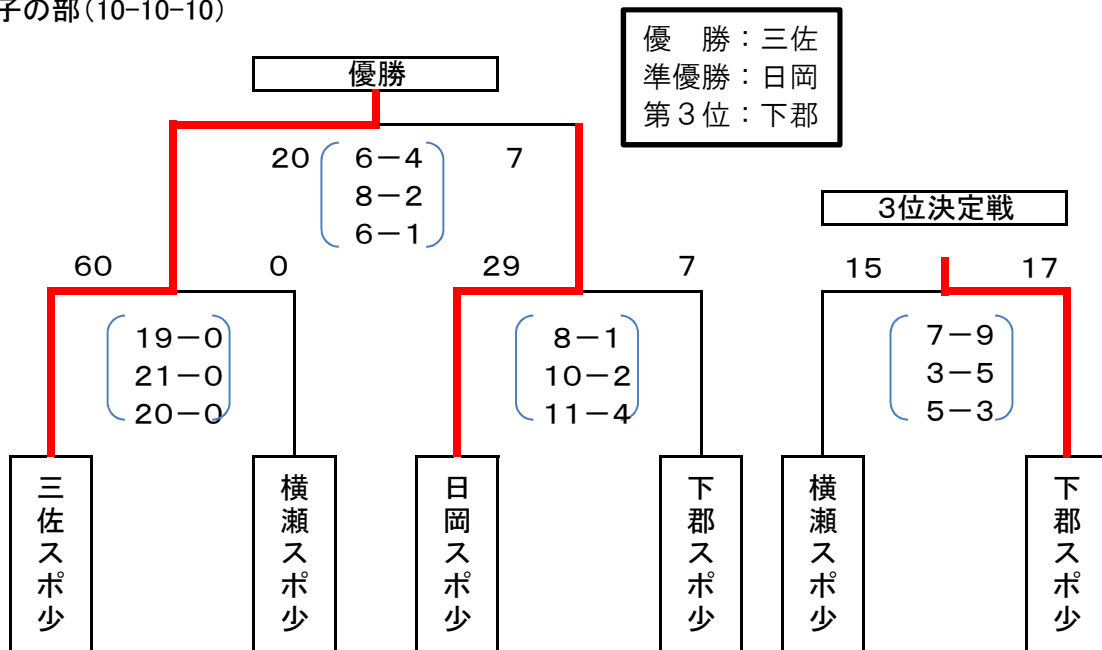 子の部(10-10-10)
優　勝：三佐
準優勝：日岡
第３位：下郡
優勝
20 6－4 7
8－2
6－1
3位決定戦
60 0 29 7 15 17
19－0 8－1 7－9
21－0 10－2 3－5
20－0 11－4 5－3
三佐スポ少
横瀬スポ少
日岡スポ少
下郡スポ少
横瀬スポ少
下郡スポ少